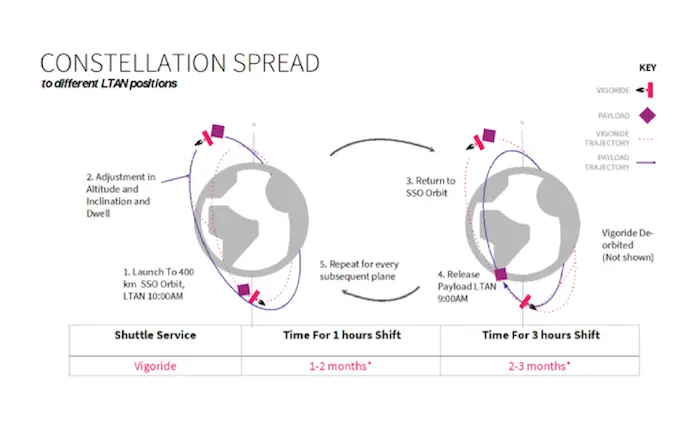 CONSTELLATION SPREAD
to different LTAN positions
KEY
VIGORIDE
PAYLOAD
VIGORIDE
TRAJECTORY
PAYLOAD
TRAJECTORY
2. Adjustment in
Altitude and
Inclination and
Dwell
1. Launch To 400
km SSO Orbit,
LTAN 10:00AM
3. Return to
SSO Orbit
5. Repeat for every
subsequent plane
4. Release
Payload LTAN
9:00AM
Vigoride De-
orbited
(Not shown)
Shuttle Service Time For 1 hours Shift Time For 3 hours Shift
Vigoride 1-2 months* 2-3 months*